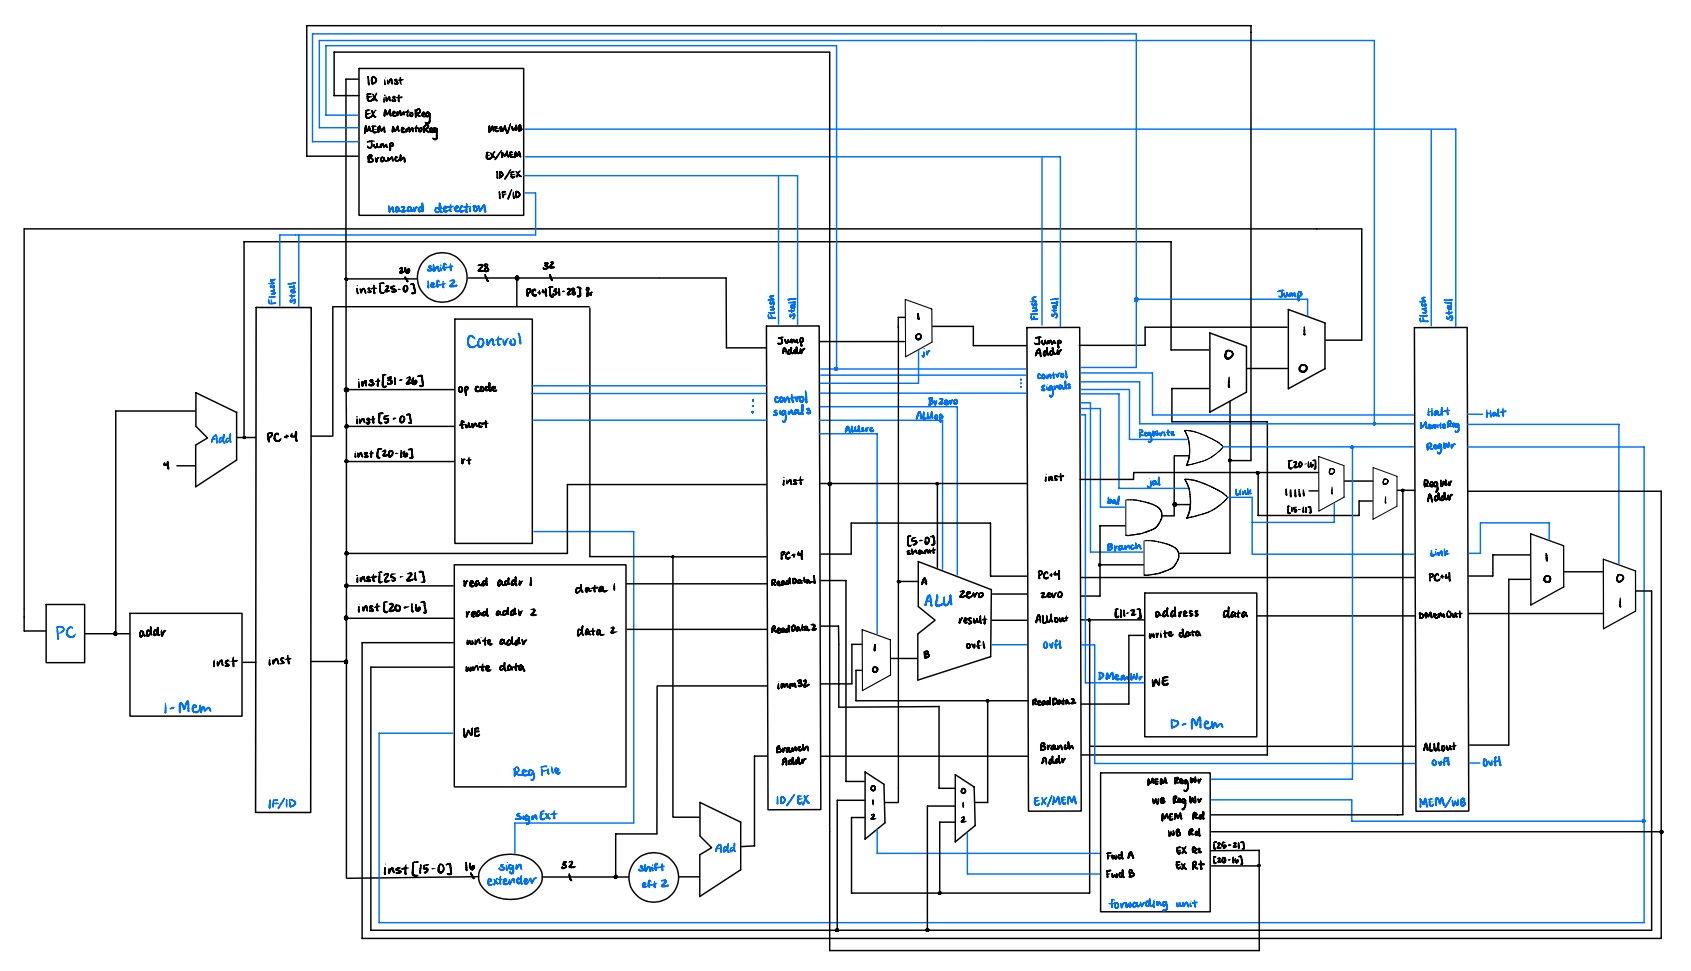 ID inst
EX inst
EX MemtoReg
MEM MemtoReg
Jump
Branch
MEM/WB
EX/MEM
ID/EX
IF/ID
hazard detection
Flush
Stall
26
inst[25-0]
shift
left 2
28
32
PC+4[31-28]
Control
inst[31-26]
op code
inst[5-0]
funct
inst[20-16]
rt
Add
4
PC+4
inst
IF/ID
PC
addr
inst
I-Mem
inst[25-21]
read addr 1
inst[20-16]
read addr 2
write addr
write data
WE
data 1
data 2
Reg File
SignExt
inst[15-0]
16
sign
extender
32
shift
left 2
Add
Flush
Stall
Jump
Addr
control
signals
inst
PC+4
ReadData1
ReadData2
imm32
Branch
Addr
ID/EX
1
0
jr
BrZero
ALUop
ALUsrc
[5-0]
shamt
A
B
ALU
zero
result
ovfl
1
0
0
1
2
0
1
2
Flush
Stall
Jump
Addr
control
signals
inst
PC+4
zero
ALUout
Ovfl
ReadData2
Branch
Addr
EX/MEM
Jump
0
1
1
0
RegWrite
jal
bal
Branch
Link
[20-16]
11111
[15-11]
0
1
0
1
[11-2]
address
data
write data
DMemWr
WE
D-Mem
MEM RegWr
WB RegWr
MEM Rd
WB Rd
EX Rs
[25-21]
EX Rt
[20-16]
Fwd A
Fwd B
forwarding unit
Flush
Stall
Halt
Halt
MemtoReg
RegWr
RegWr
Addr
Link
PC+4
DMemOut
ALUout
Ovfl
Ovfl
MEM/WB
1
0
0
1